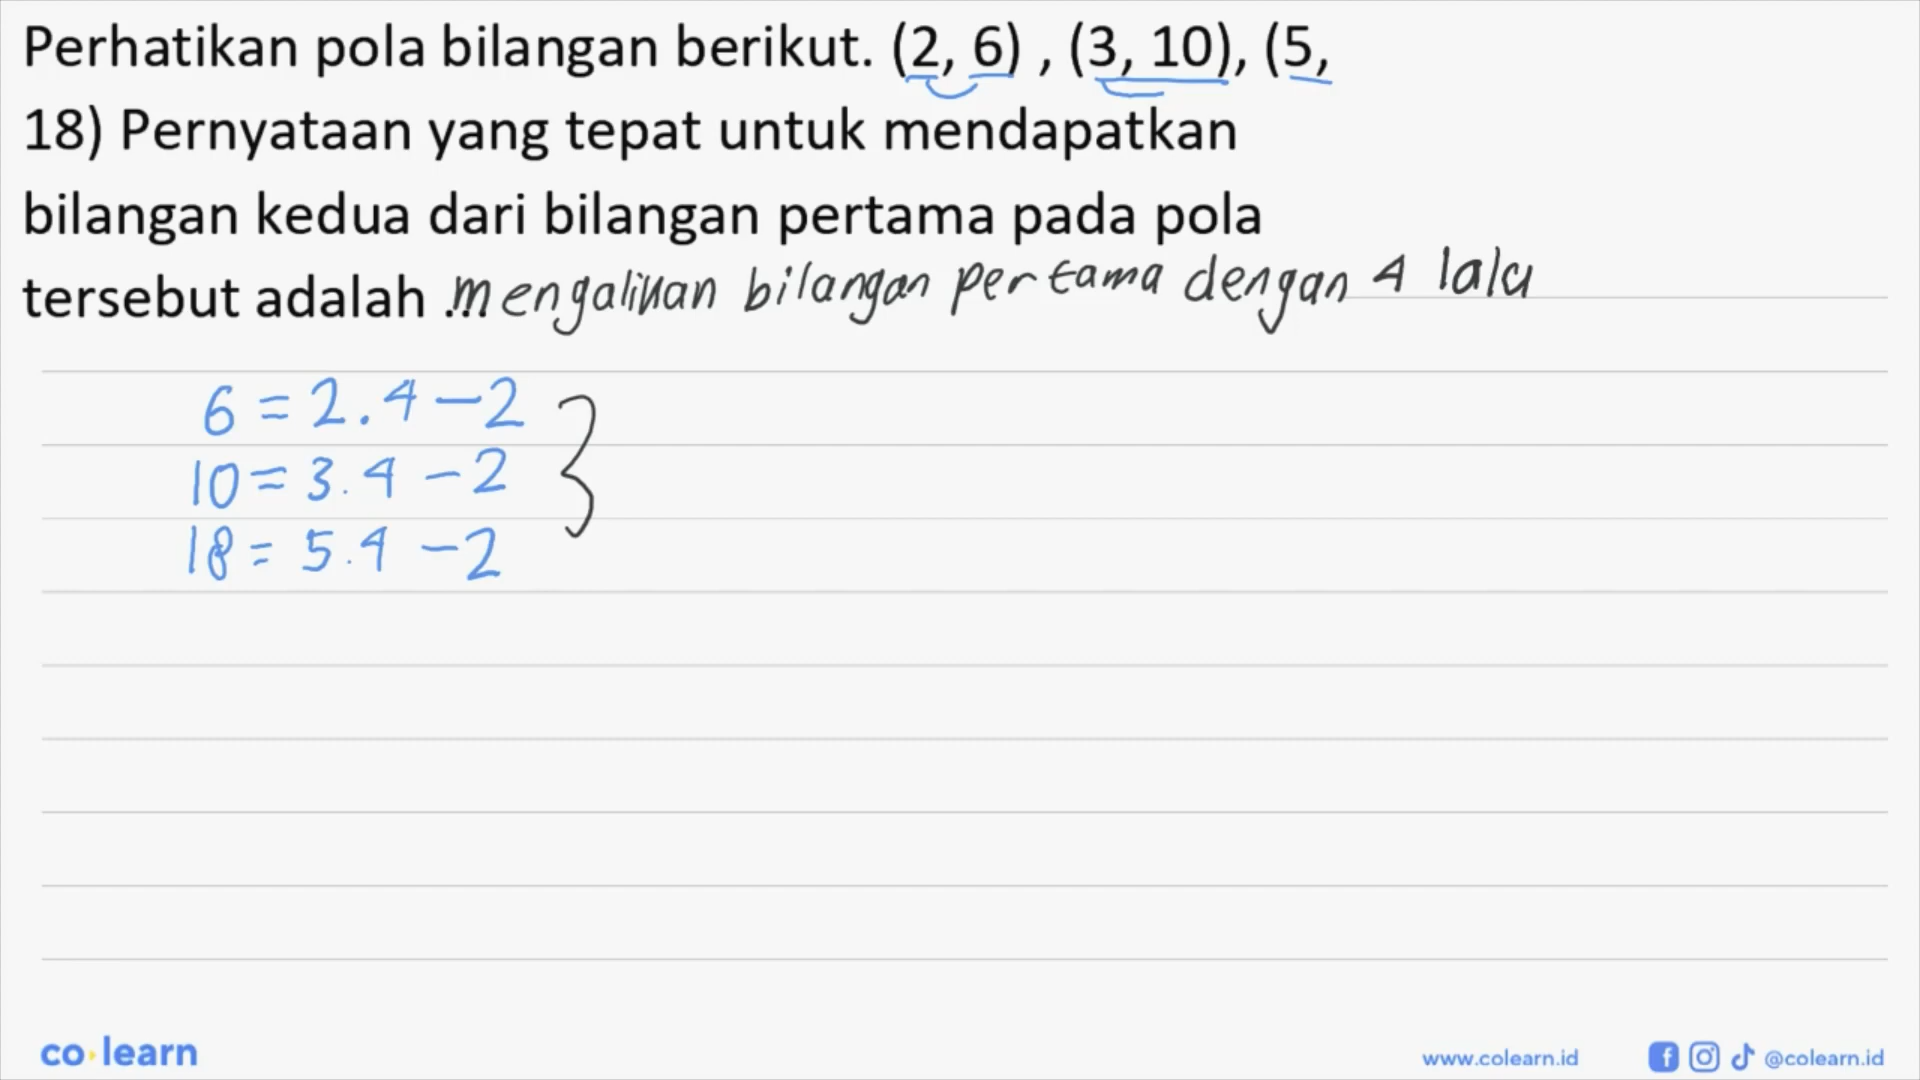 Perhatikan pola bilangan berikut. (2, 6) , (3, 10), (5,
18) Pernyataan yang tepat untuk mendapatkan
bilangan kedua dari bilangan pertama pada pola
tersebut adalah ... mengalikan bilangan pertama dengan 4 lalu
6 = 2.4 - 2
10 = 3.4 - 2
18 = 5.4 - 2
co learn
www.colearn.id @colearn.id